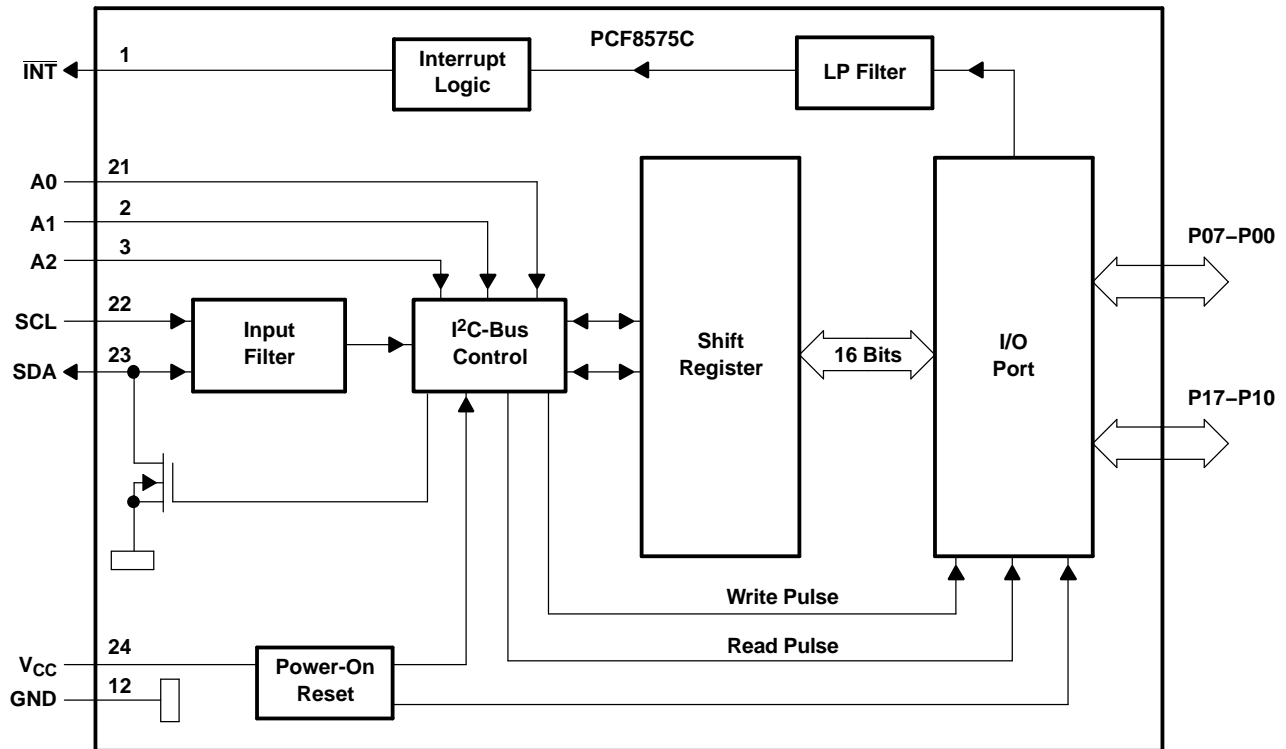 PCF8575C
INT 1
Interrupt
Logic
LP Filter
A0 21
A1 2
A2 3
SCL 22
SDA 23
Input
Filter
I²C-Bus
Control
Shift
Register
16 Bits
I/O
Port
P07–P00
P17–P10
Write Pulse
Read Pulse
VCC 24
GND 12
Power-On
Reset